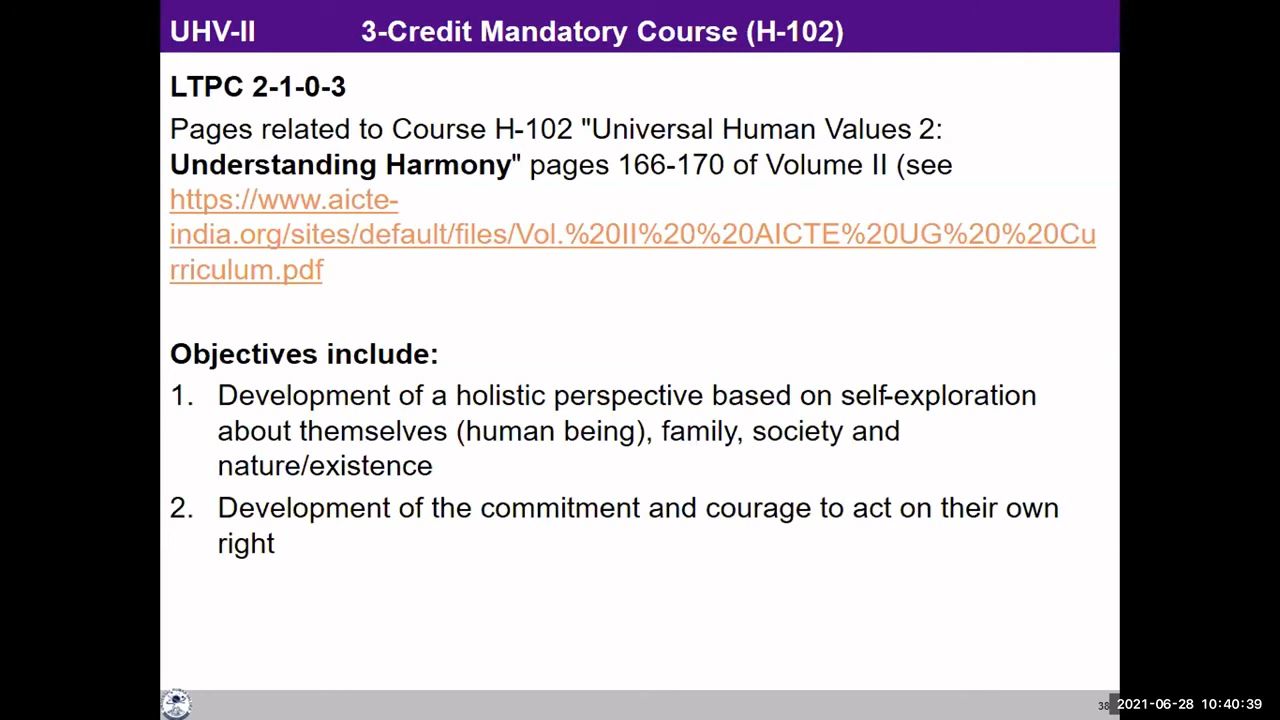 UHV-II 3-Credit Mandatory Course (H-102)
LTPC 2-1-0-3
Pages related to Course H-102 "Universal Human Values 2:
Understanding Harmony" pages 166-170 of Volume II (see
https://www.aicte-
india.org/sites/default/files/Vol.%20II%20%20AICTE%20UG%20%20Cu
rriculum.pdf
Objectives include:
1. Development of a holistic perspective based on self-exploration
about themselves (human being), family, society and
nature/existence
2. Development of the commitment and courage to act on their own
right
38
2021-06-28 10:40:39